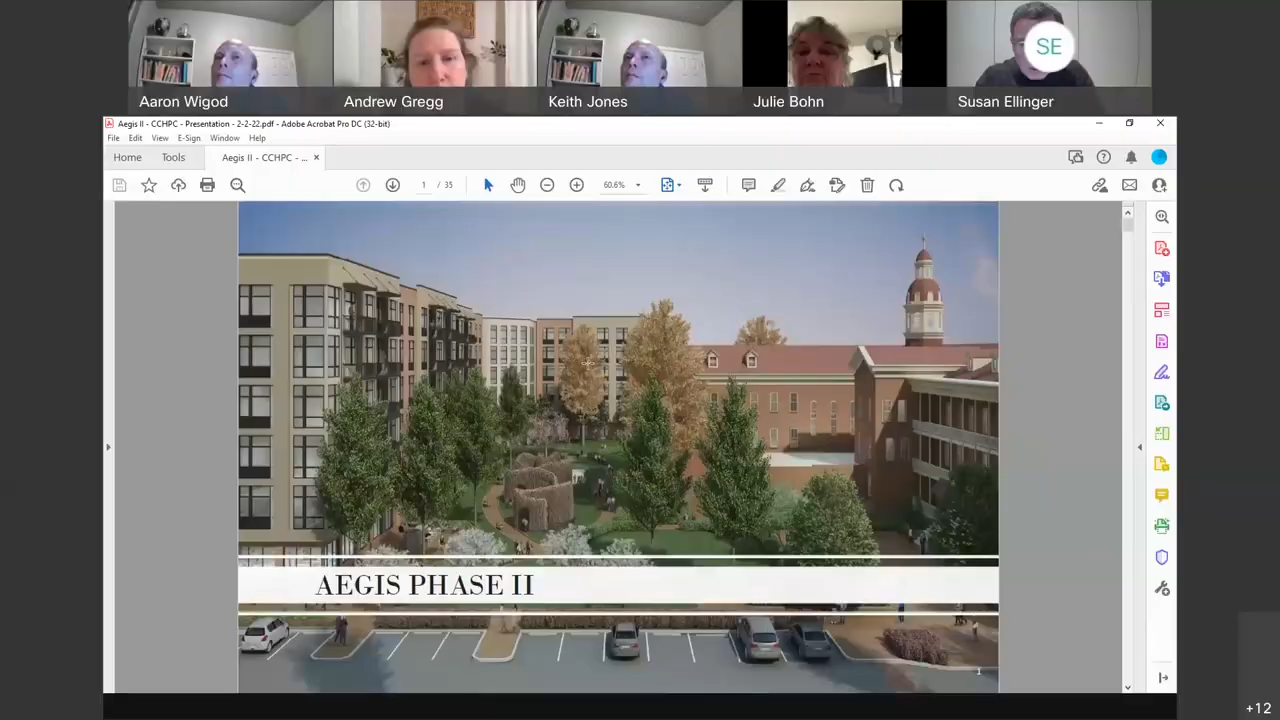 SE
Aaron Wigod
Andrew Gregg
Keith Jones
Julie Bohn
Susan Ellinger
Aegis II - CCHPC - Presentation - 2-2-22.pdf - Adobe Acrobat Pro DC (32-bit)
File Edit View E-Sign Window Help
Home Tools Aegis II - CCHPC - ... ×
1 / 35 60.6%
AEGIS PHASE II
1
+12